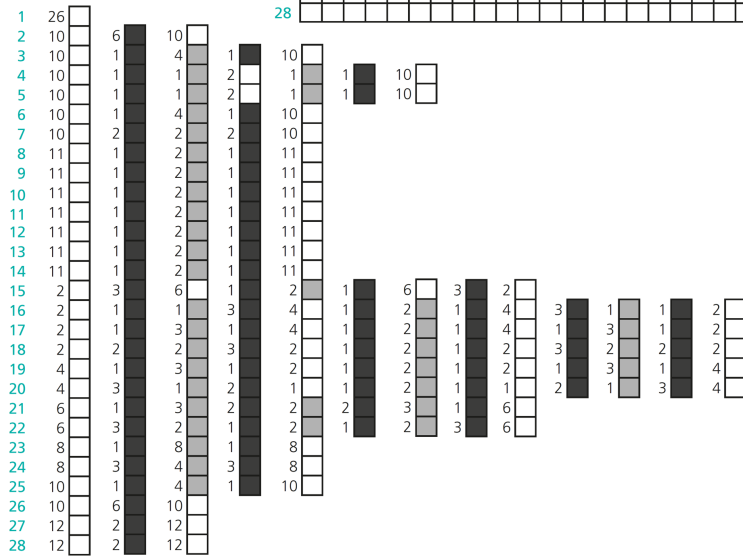 28
1 26
2 10 6 10
3 10 1 4 1 10
4 10 1 1 2 1 1 10
5 10 1 1 2 1 1 10
6 10 1 4 1 10
7 10 2 2 2 10
8 11 1 2 1 11
9 11 1 2 1 11
10 11 1 2 1 11
11 11 1 2 1 11
12 11 1 2 1 11
13 11 1 2 1 11
14 11 1 2 1 11
15 2 3 6 1 2 1 6 3 2
16 2 1 1 3 4 1 2 1 4 3 1 1 2
17 2 1 3 1 4 1 2 1 4 1 3 1 2
18 2 2 2 3 2 1 2 1 2 3 2 2 2
19 4 1 3 1 2 1 2 1 2 1 3 1 4
20 4 3 1 2 1 1 2 1 1 2 1 3 4
21 6 1 3 2 2 2 3 1 6
22 6 3 2 1 2 1 2 3 6
23 8 1 8 1 8
24 8 3 4 3 8
25 10 1 4 1 10
26 10 6 10
27 12 2 12
28 12 2 12